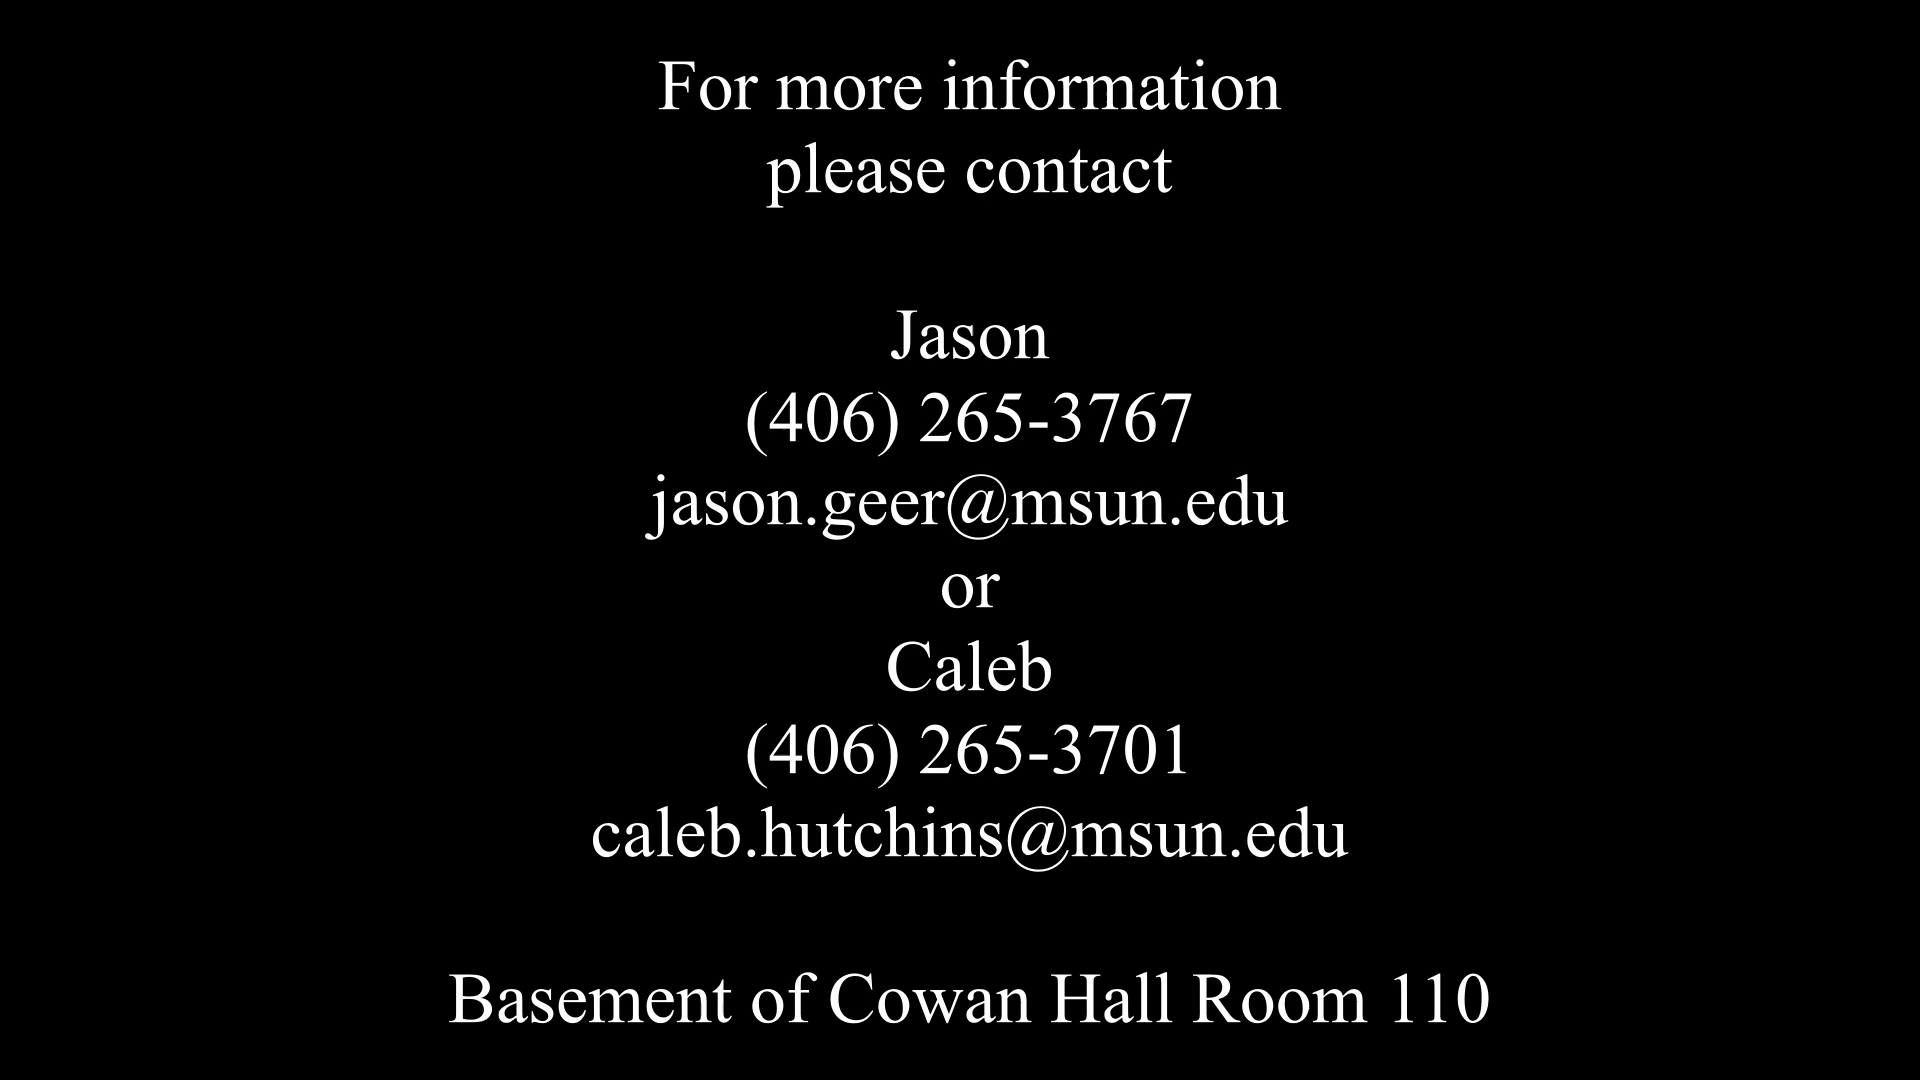 For more information
please contact
Jason
(406) 265-3767
jason.geer@msun.edu
or
Caleb
(406) 265-3701
caleb.hutchins@msun.edu
Basement of Cowan Hall Room 110